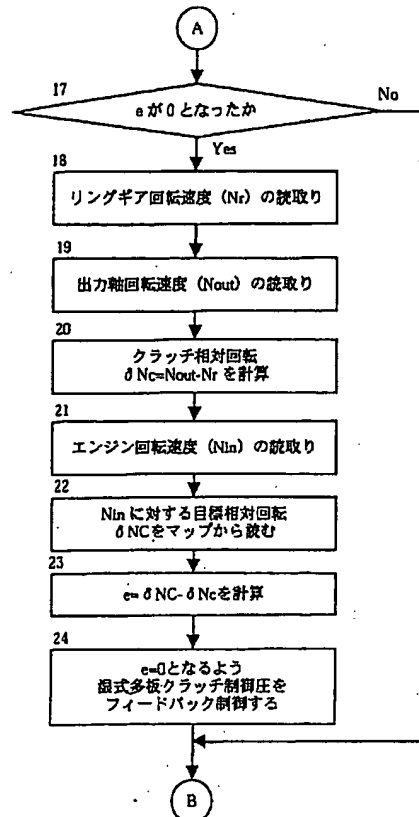 A
17
e が 0 となったか
No
Yes
18
リングギア回転速度 (Nr) の読取り
19
出力軸回転速度 (Nout) の読取り
20
クラッチ相対回転
δNc=Nout-Nr を計算
21
エンジン回転速度 (Nin) の読取り
22
Nin に対する目標相対回転
δNCをマップから読む
23
e= δNC- δNcを計算
24
e=0となるよう
湿式多板クラッチ制御圧を
フィードバック制御する
B